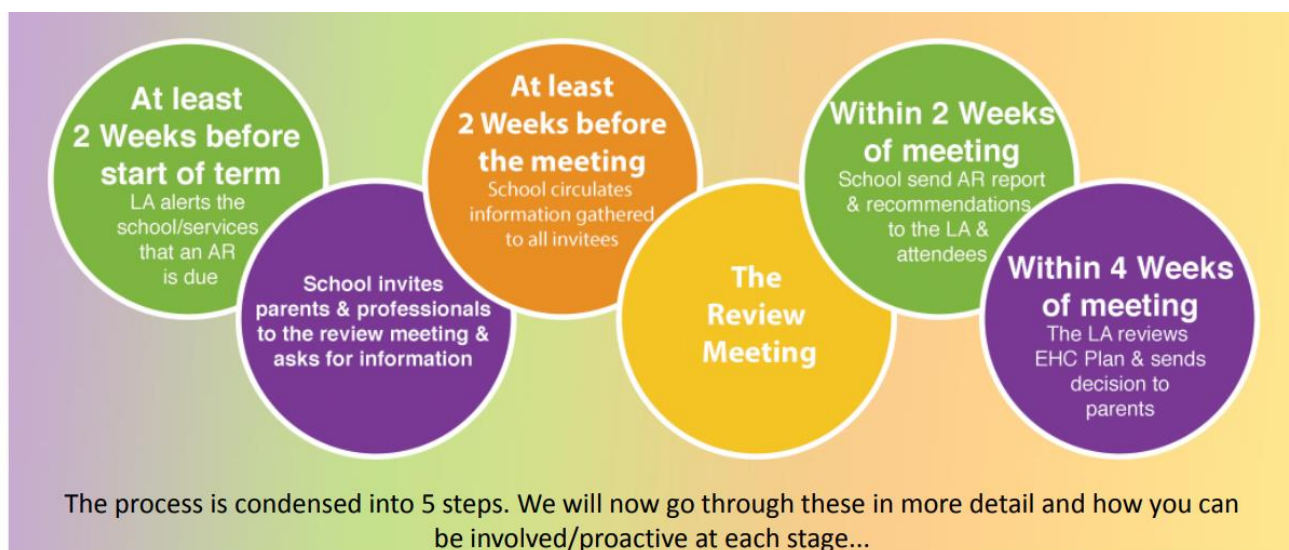 At least
2 Weeks before
start of term
LA alerts the
school/services
that an AR
is due
School invites
parents & professionals
to the review meeting &
asks for information
At least
2 Weeks before
the meeting
School circulates
information gathered
to all invitees
The
Review
Meeting
Within 2 Weeks
of meeting
School send AR report
& recommendations
to the LA &
attendees
Within 4 Weeks
of meeting
The LA reviews
EHC Plan & sends
decision to
parents
The process is condensed into 5 steps. We will now go through these in more detail and how you can
be involved/proactive at each stage...